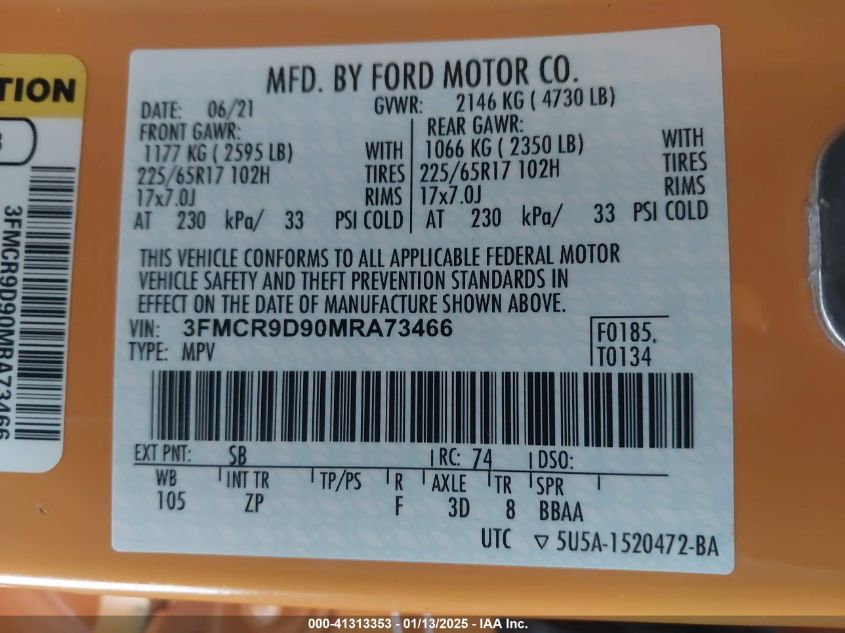 TION
3FMCR9D90MRA73466
MFD. BY FORD MOTOR CO.
DATE: 06/21 GVWR: 2146 KG ( 4730 LB)
FRONT GAWR: REAR GAWR:
1177 KG ( 2595 LB) WITH 1066 KG ( 2350 LB) WITH
225/65R17 102H TIRES 225/65R17 102H TIRES
17x7.0J RIMS 17x7.0J RIMS
AT 230 kPa/ 33 PSI COLD AT 230 kPa/ 33 PSI COLD
THIS VEHICLE CONFORMS TO ALL APPLICABLE FEDERAL MOTOR
VEHICLE SAFETY AND THEFT PREVENTION STANDARDS IN
EFFECT ON THE DATE OF MANUFACTURE SHOWN ABOVE.
VIN: 3FMCR9D90MRA73466 F0185.
TYPE: MPV T0134
EXT PNT: SB RC: 74 DSO:
WB INT TR TP/PS R AXLE TR SPR
105 ZP F 3D 8 BBAA
UTC ▽ 5U5A-1520472-BA
000-41313353 - 01/13/2025 - IAA Inc.